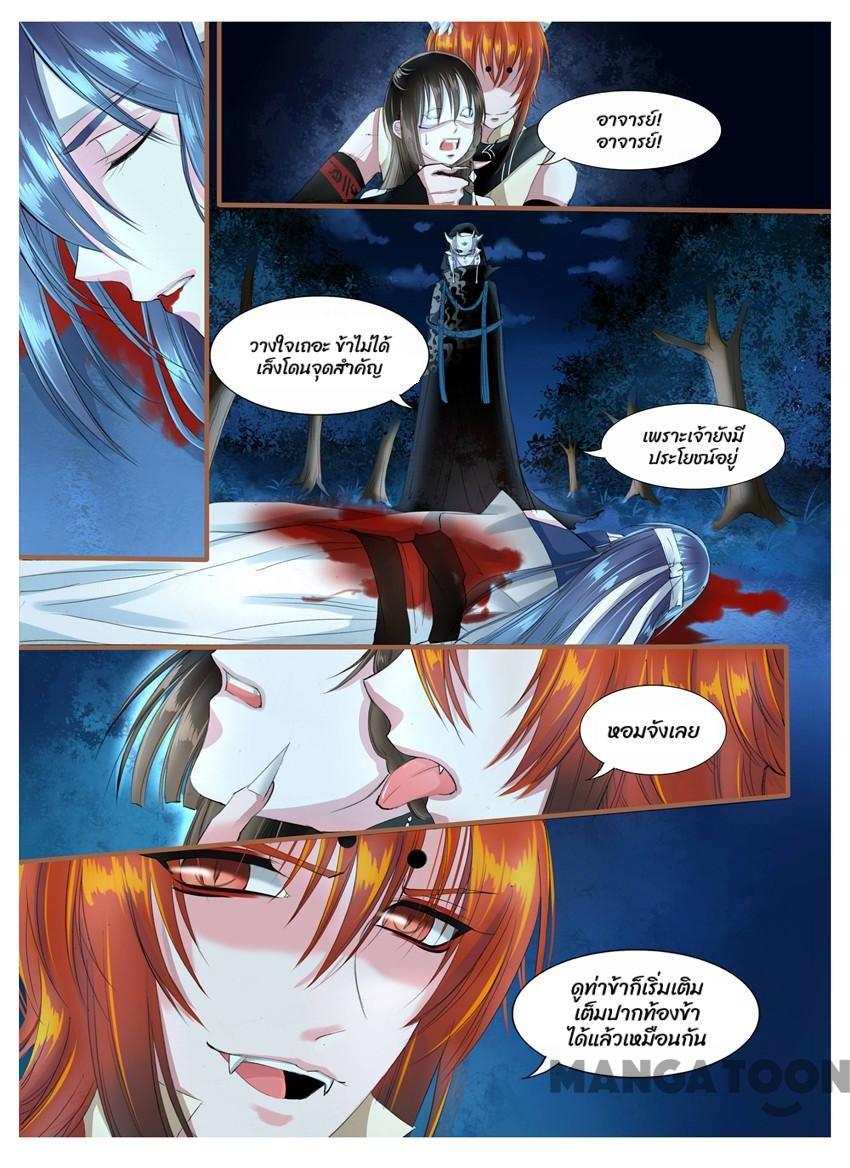 อาจารย์!
อาจารย์!
วางใจเถอะ ข้าไม่ได้
เล็งโดนจุดสำคัญ
เพราะเจ้ายังมี
ประโยชน์อยู่
หอมจังเลย
ดูท่าข้าก็เริ่มเติม
เต็มปากท้องข้า
ได้แล้วเหมือนกัน
MANGATOON